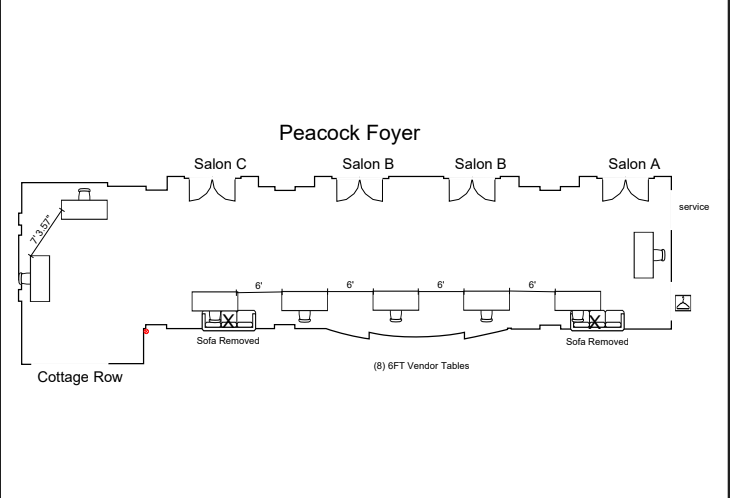 Peacock Foyer
Salon C
Salon B
Salon B
Salon A
service
7'3.57"
6'
6'
6'
6'
Sofa Removed
Sofa Removed
(8) 6FT Vendor Tables
Cottage Row